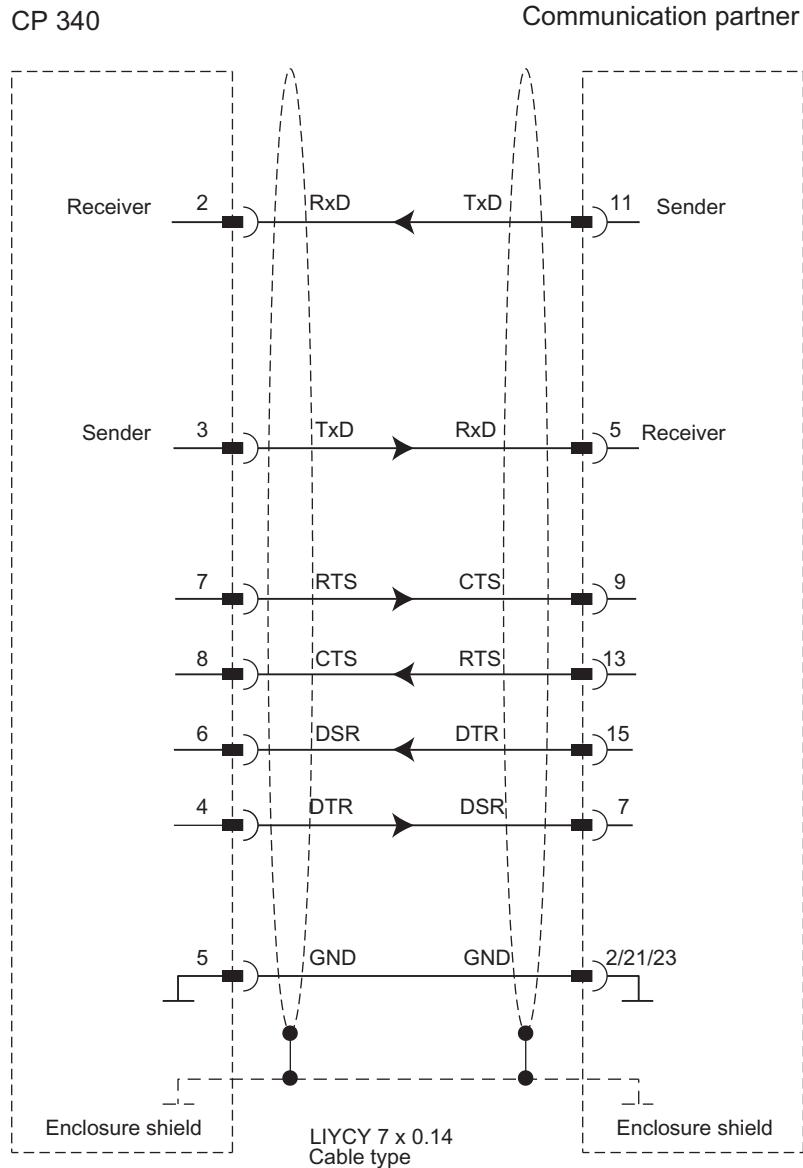 CP 340
Communication partner
Receiver 2 RxD TxD 11 Sender
Sender 3 TxD RxD 5 Receiver
7 RTS CTS 9
8 CTS RTS 13
6 DSR DTR 15
4 DTR DSR 7
5 GND GND 2/21/23
Enclosure shield
Enclosure shield
LIYCY 7 x 0.14
Cable type